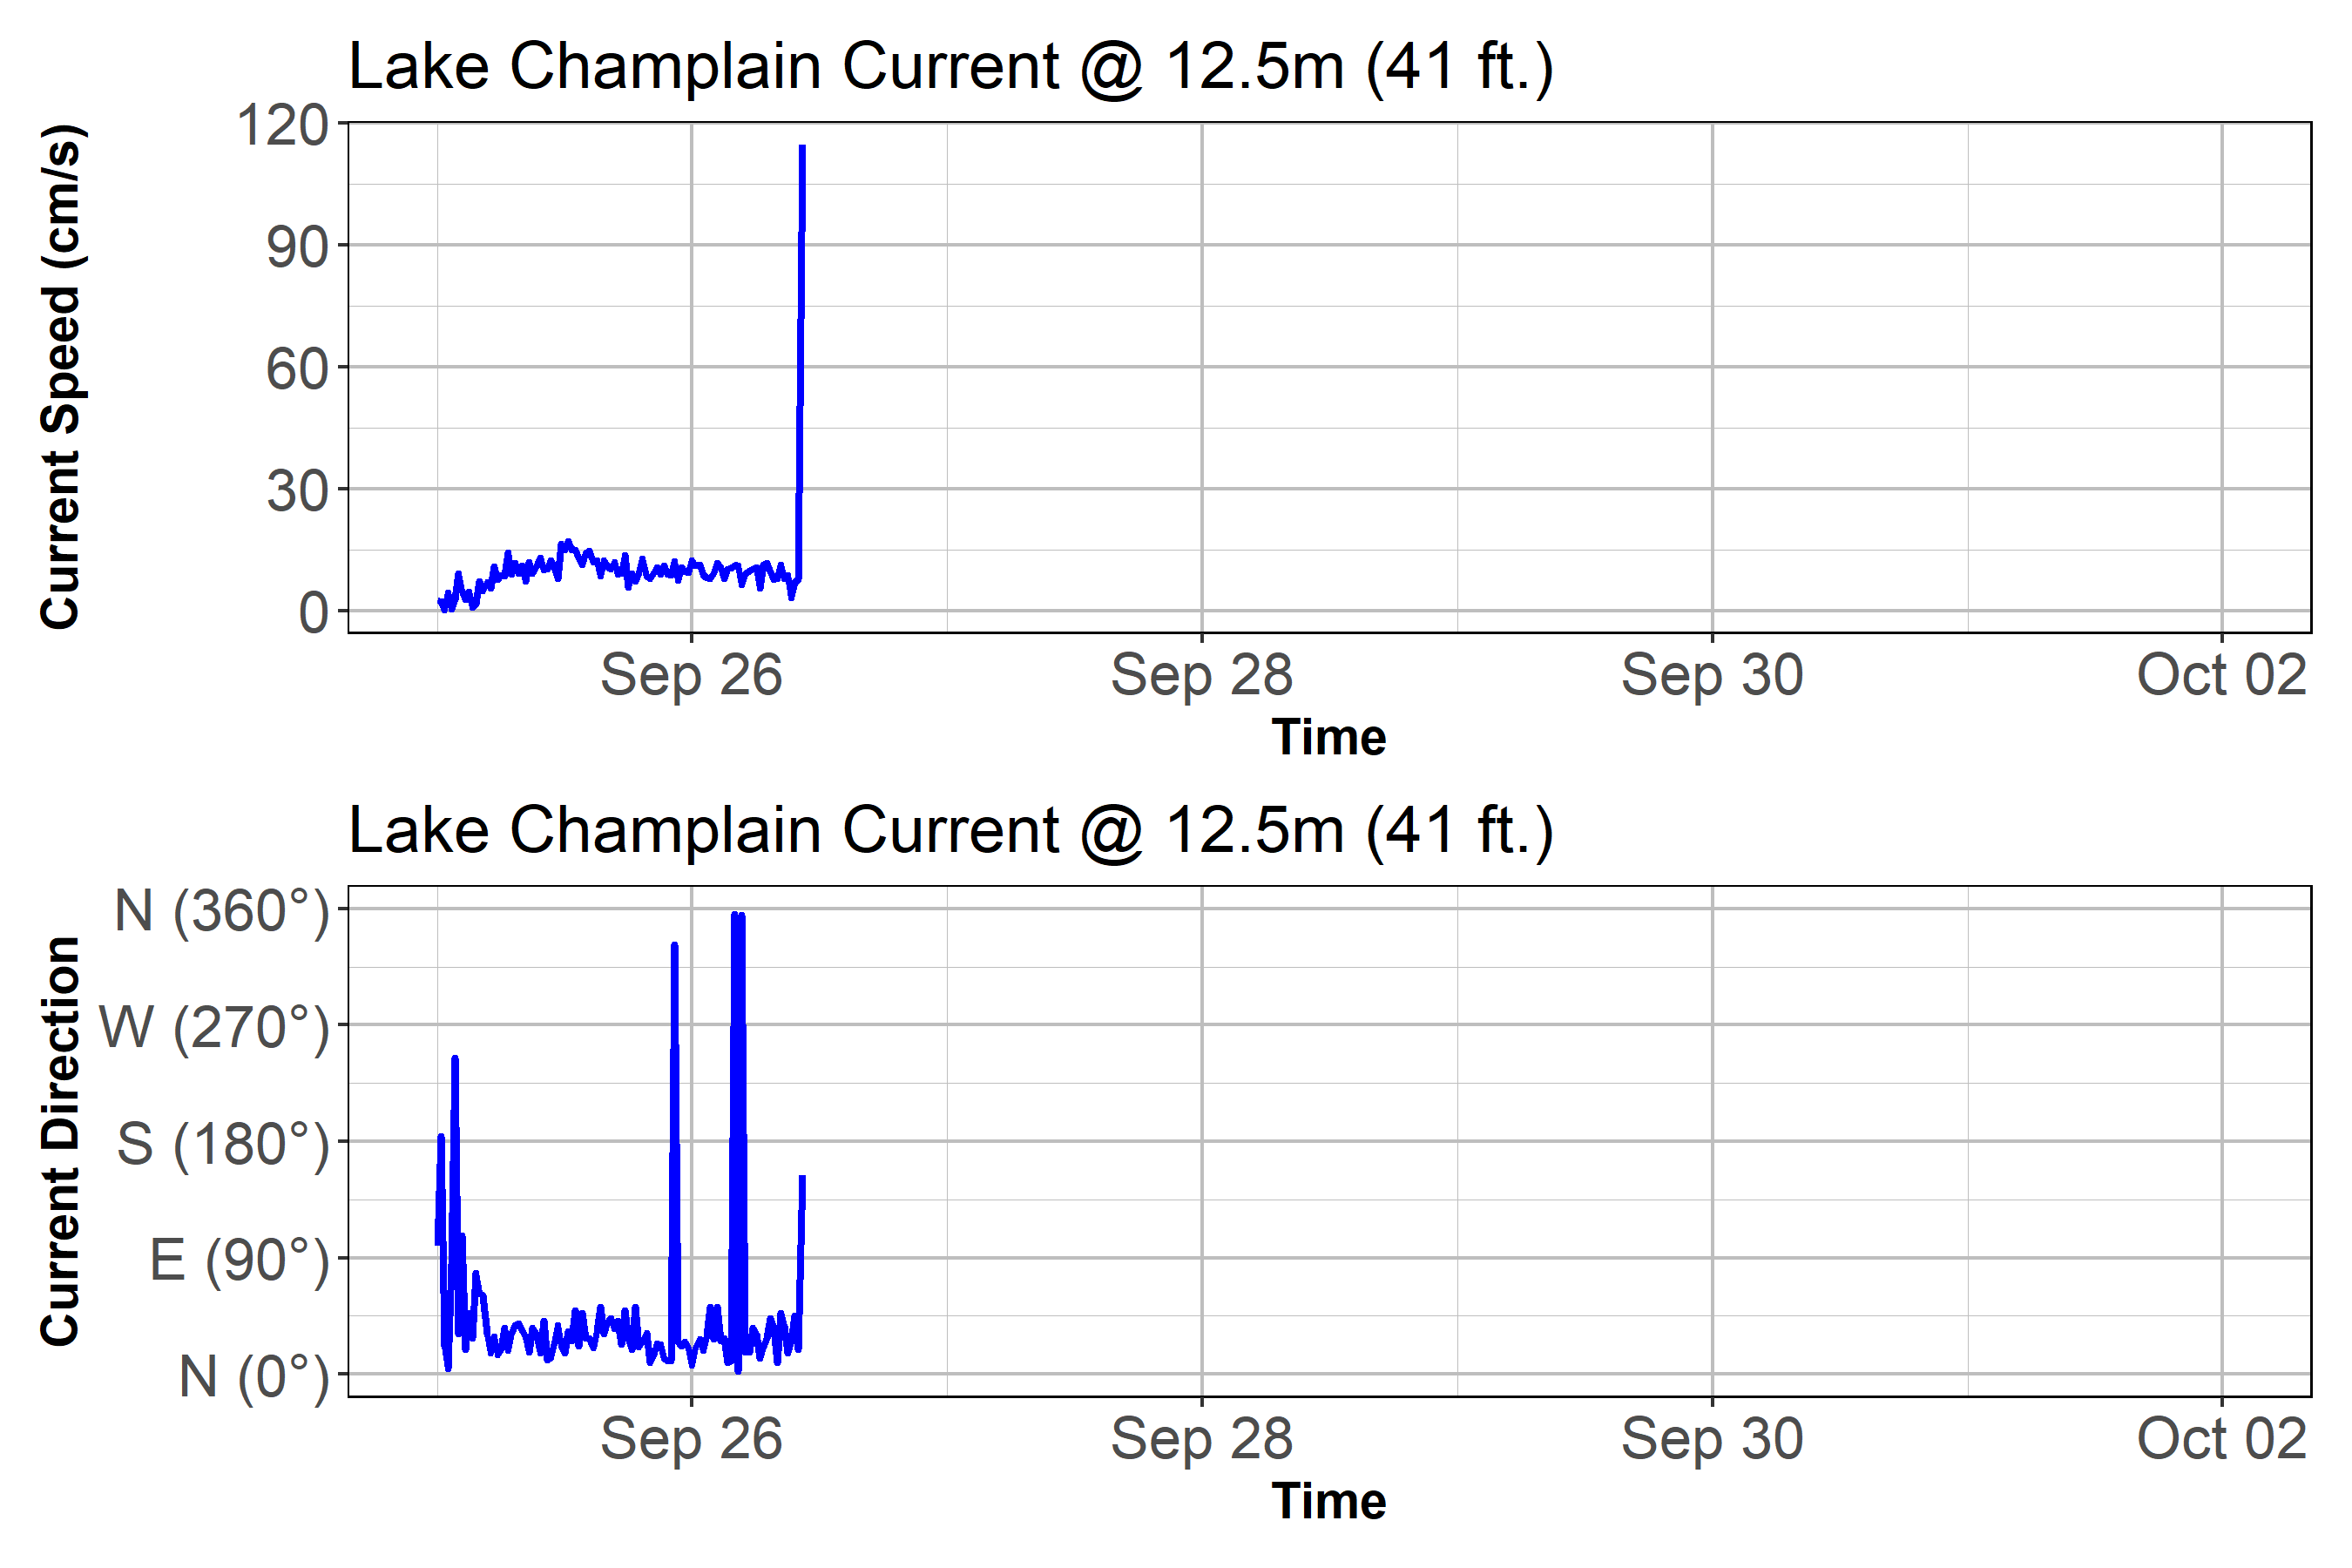 Lake Champlain Current @ 12.5m (41 ft.)
Current Speed (cm/s)
120
90
60
30
0
Sep 26 Sep 28 Sep 30 Oct 02
Time
Lake Champlain Current @ 12.5m (41 ft.)
Current Direction
N (360°)
W (270°)
S (180°)
E (90°)
N (0°)
Sep 26 Sep 28 Sep 30 Oct 02
Time